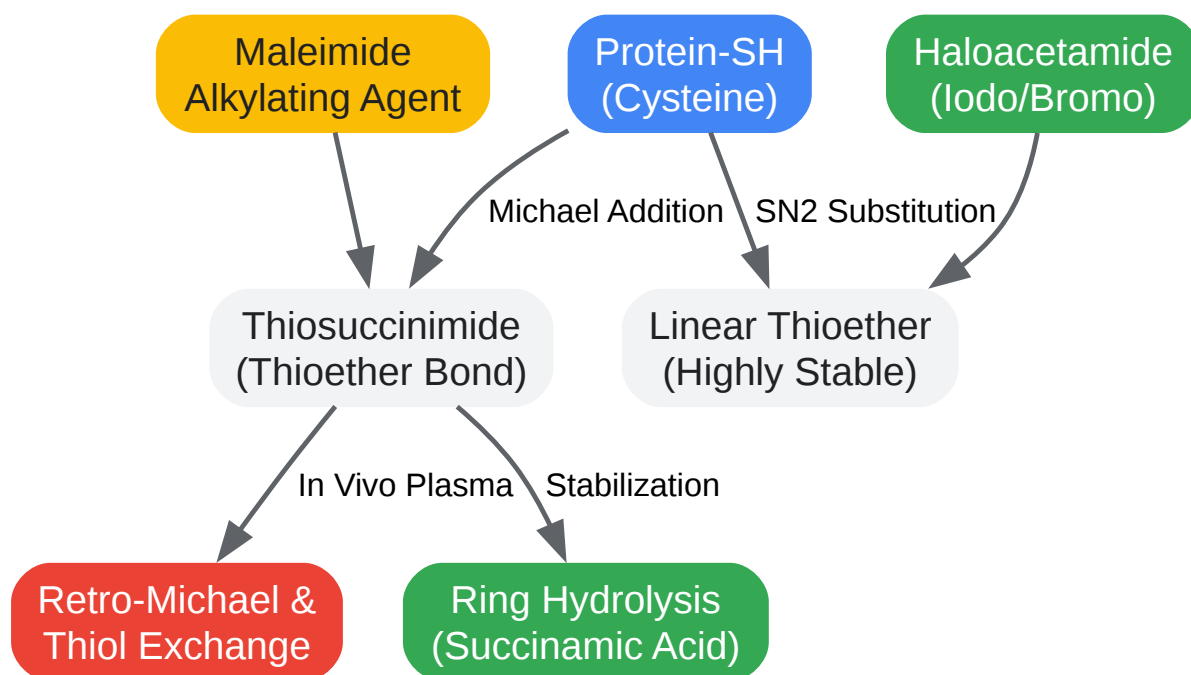 Maleimide
Alkylating Agent
Protein-SH
(Cysteine)
Haloacetamide
(Iodo/Bromo)
Michael Addition
SN2 Substitution
Thiosuccinimide
(Thioether Bond)
Linear Thioether
(Highly Stable)
In Vivo Plasma
Stabilization
Retro-Michael &
Thiol Exchange
Ring Hydrolysis
(Succinamic Acid)